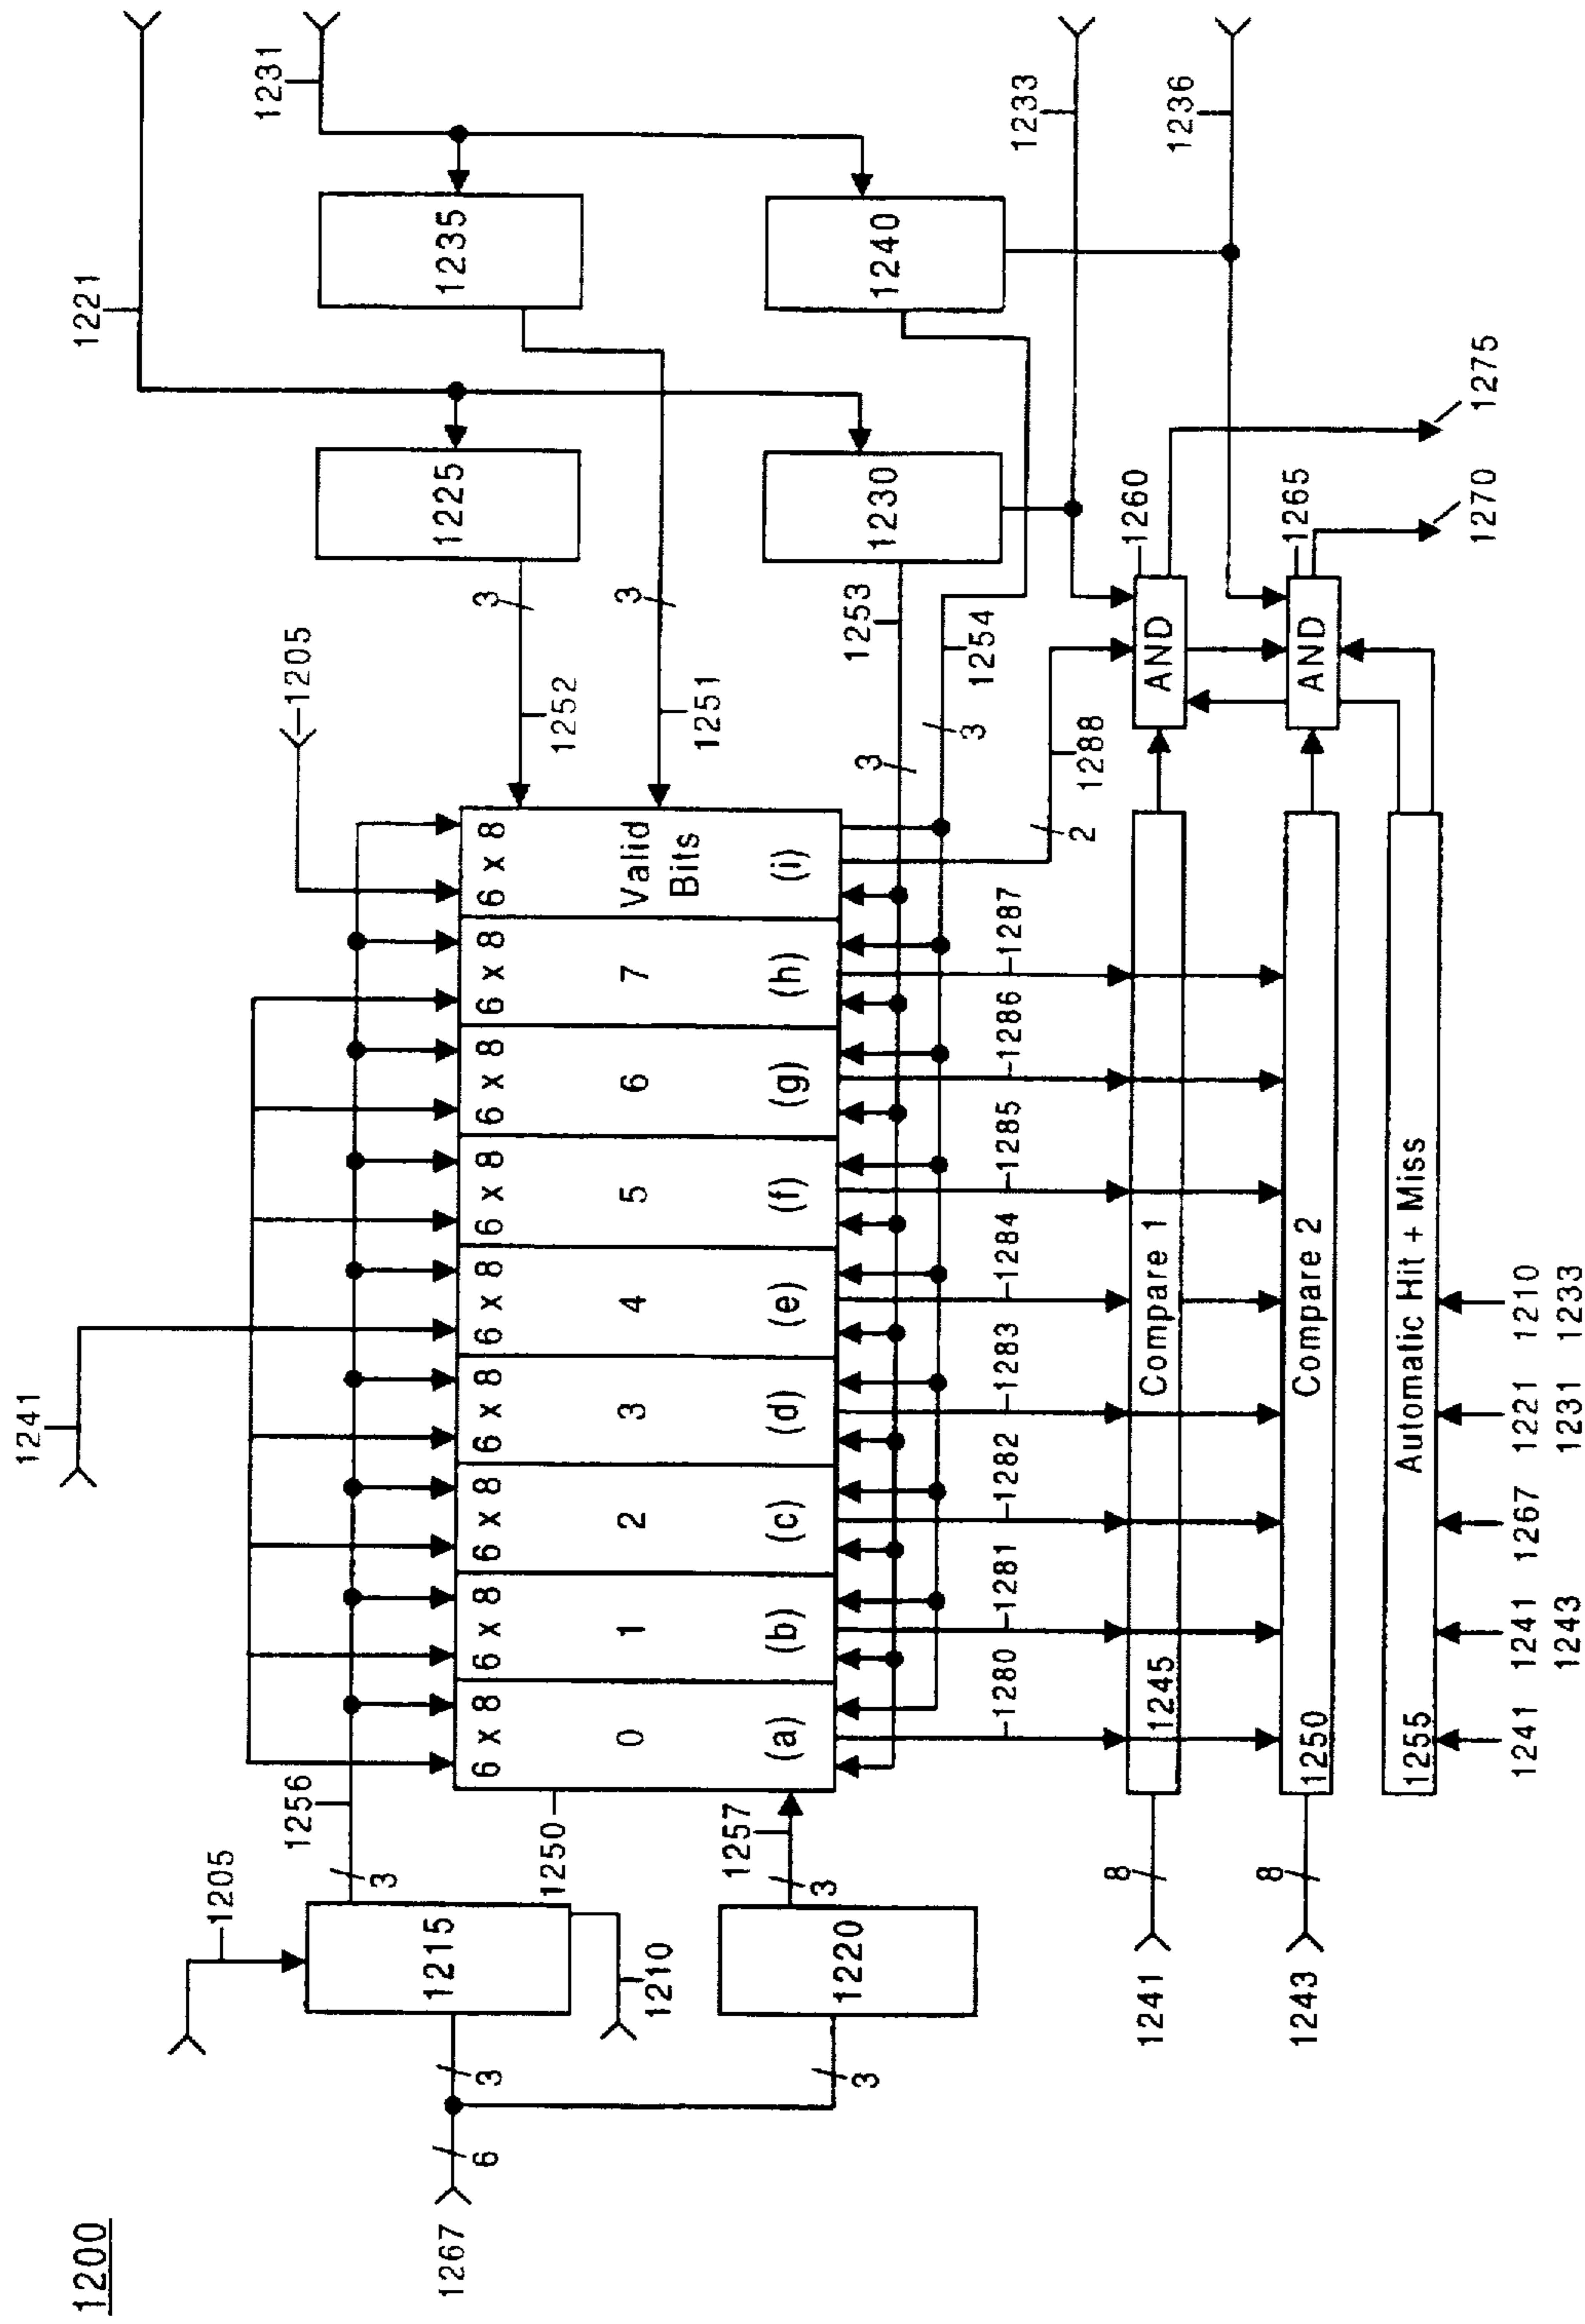 1200
1241
1221
1231
1205
1205
1256
3
1267
6
3
1215
1210
1250
3
1220
1257
3
6 x 8
0
(a)
6 x 8
1
(b)
6 x 8
2
(c)
6 x 8
3
(d)
6 x 8
4
(e)
6 x 8
5
(f)
6 x 8
6
(g)
6 x 8
7
(h)
6 x 8
Valid
Bits
(i)
1252
3
1225
1251
3
1235
1253
3
1230
1254
3
1240
1233
1236
1288
2
1280
1281
1282
1283
1284
1285
1286
1287
1241
8
1245
Compare 1
AND
1260
1275
1243
8
1250
Compare 2
AND
1265
1270
1255
Automatic Hit + Miss
1241 1241 1267 1221 1210
1243 1231 1233